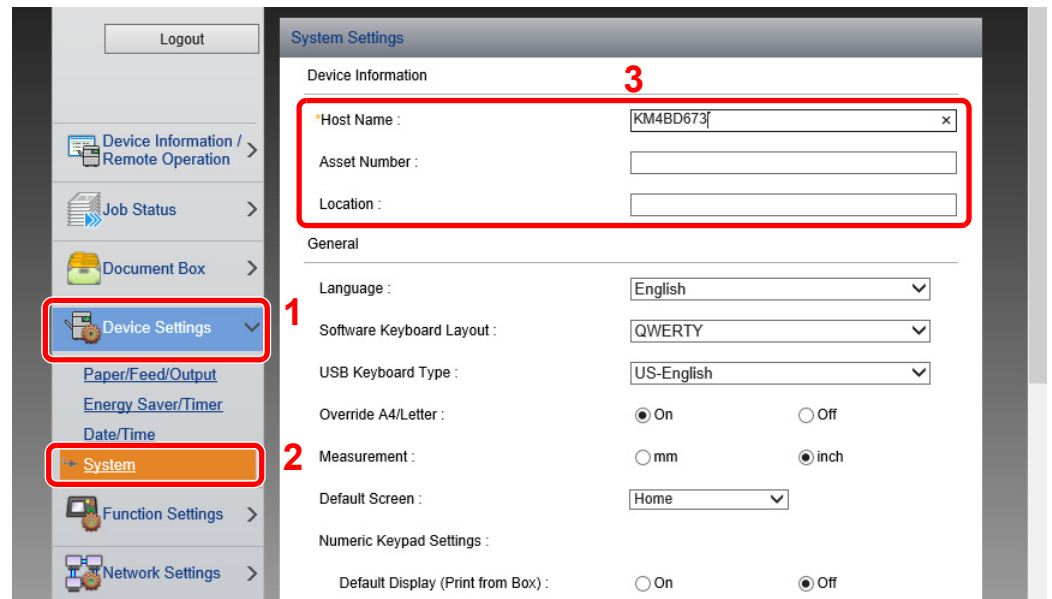 Logout
Device Information /
Remote Operation
Job Status
Document Box
Device Settings
1
Paper/Feed/Output
Energy Saver/Timer
Date/Time
System
2
Function Settings
Network Settings
System Settings
Device Information
3
*Host Name : KM4BD673 ×
Asset Number :
Location :
General
Language : English
Software Keyboard Layout : QWERTY
USB Keyboard Type : US-English
Override A4/Letter : On Off
Measurement : mm inch
Default Screen : Home
Numeric Keypad Settings :
Default Display (Print from Box) : On Off